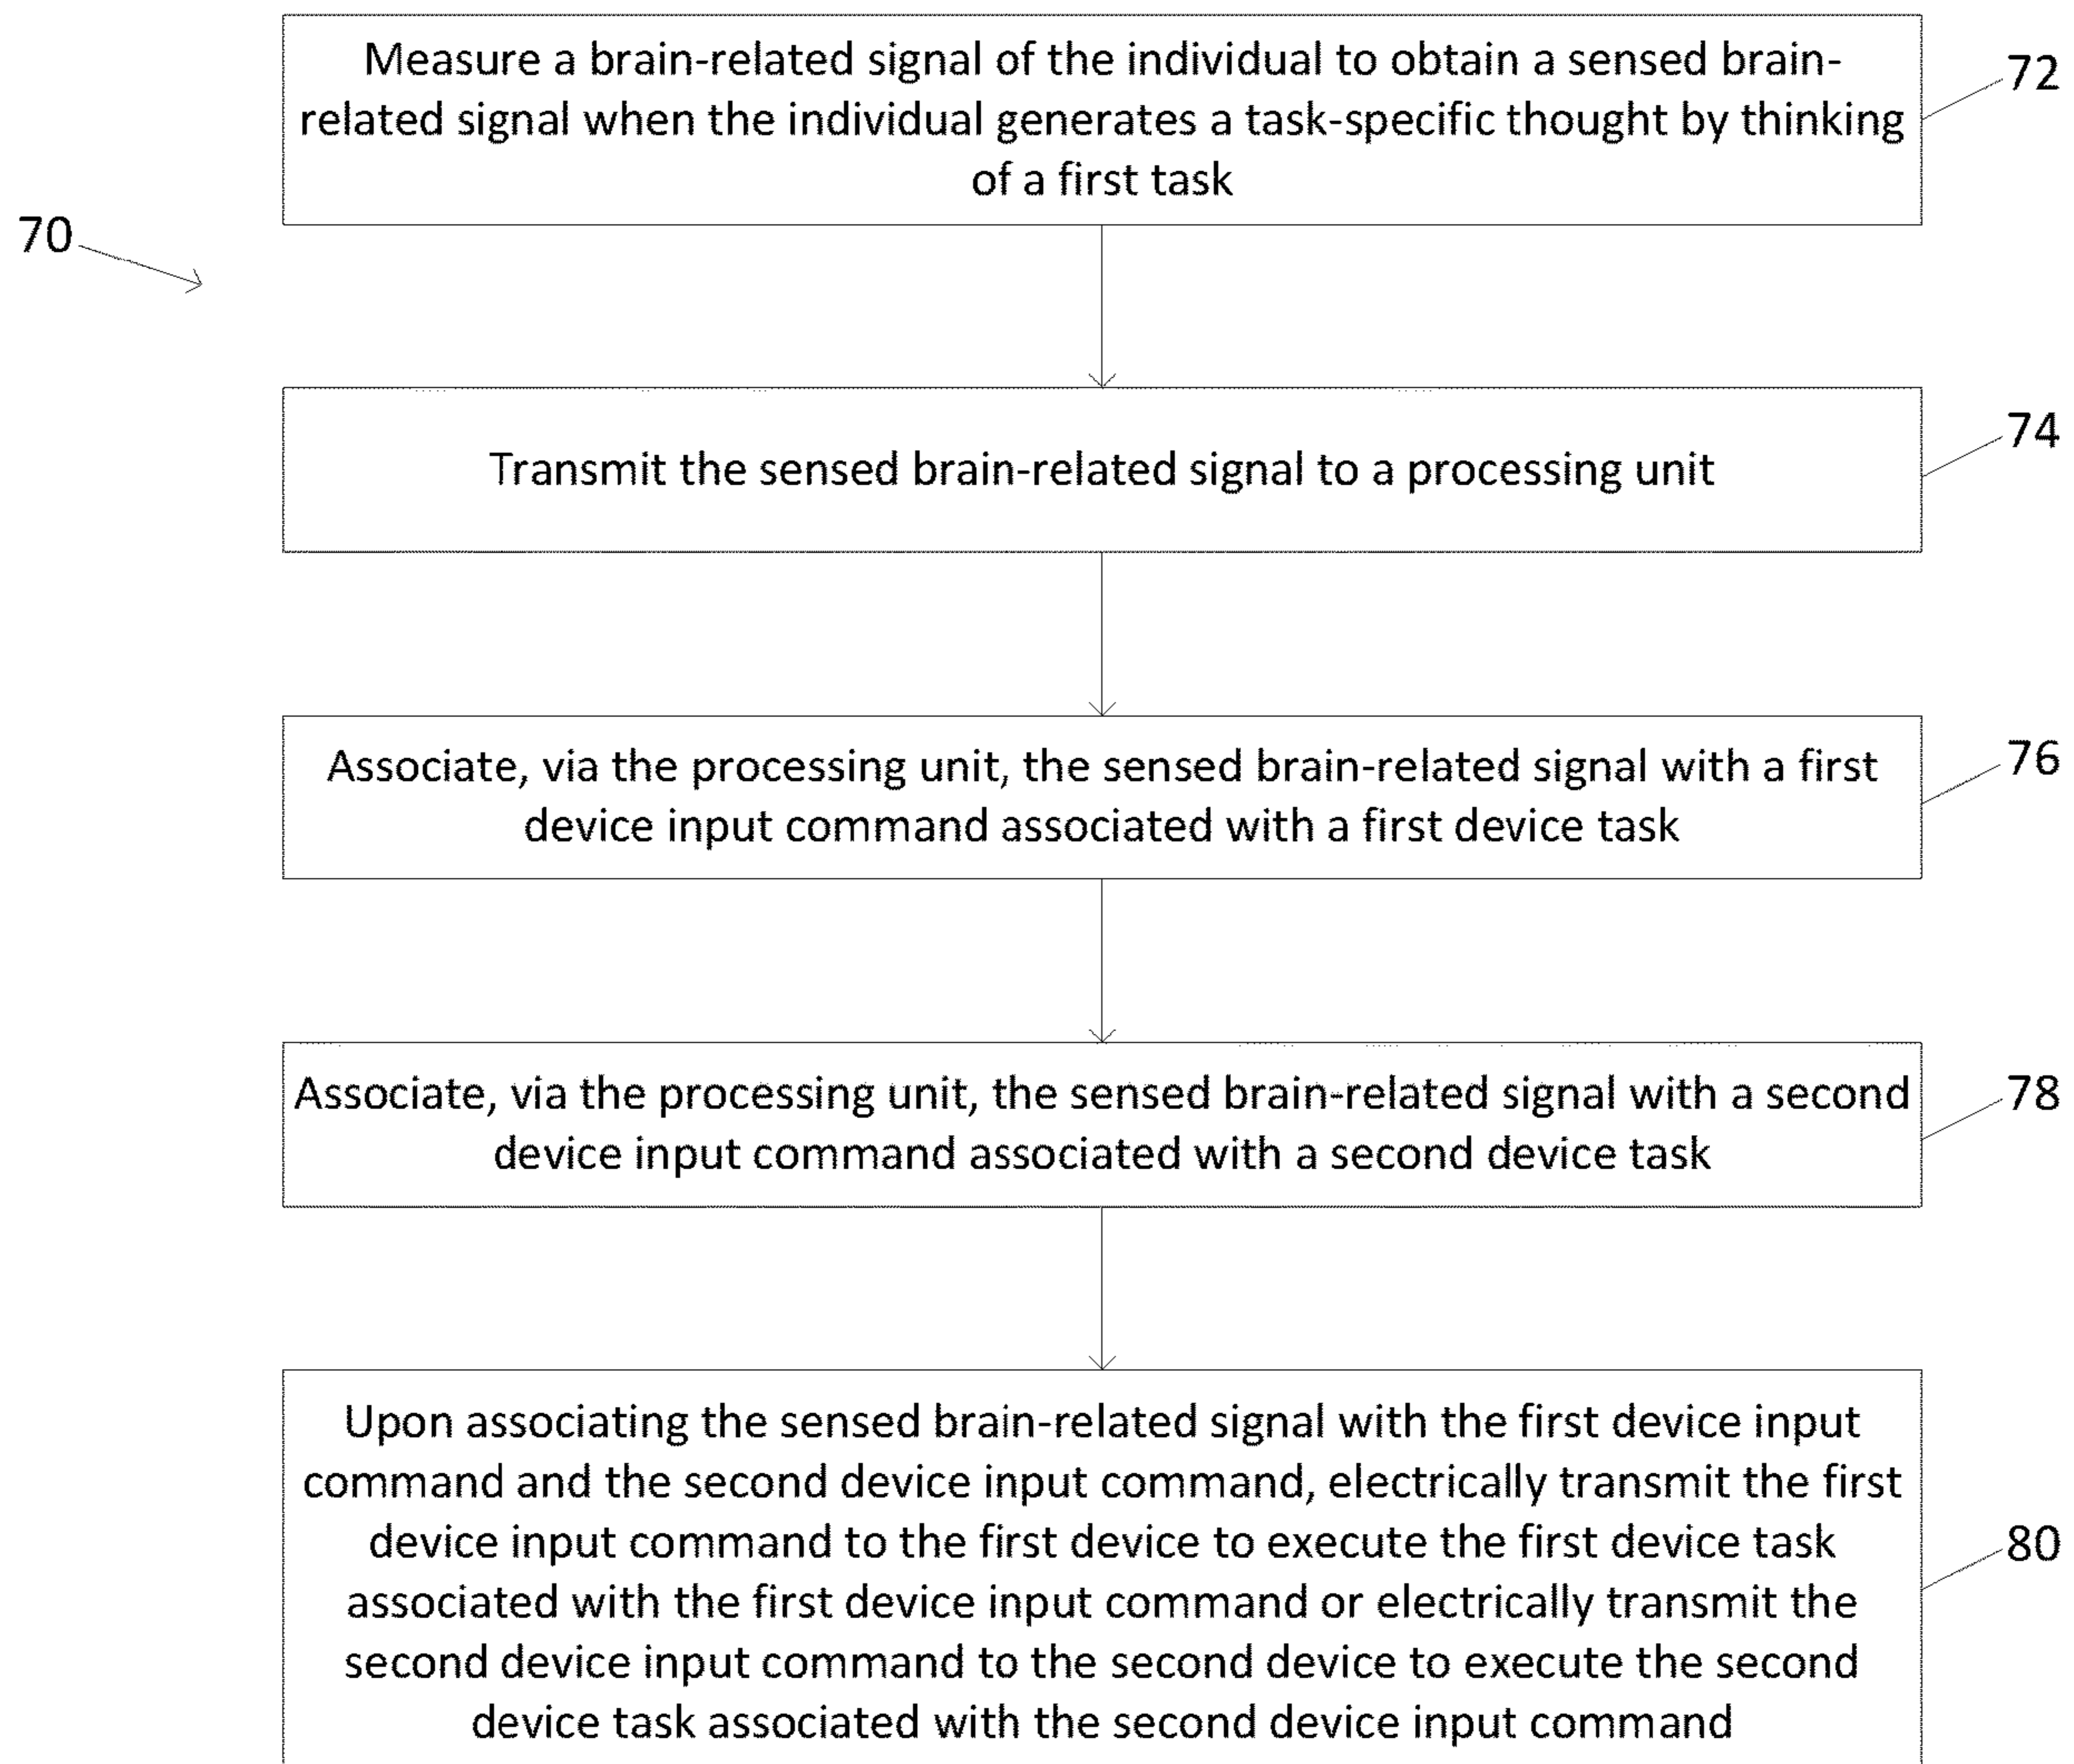 Measure a brain-related signal of the individual to obtain a sensed brain-
related signal when the individual generates a task-specific thought by thinking
of a first task
72
70
Transmit the sensed brain-related signal to a processing unit
74
Associate, via the processing unit, the sensed brain-related signal with a first
device input command associated with a first device task
76
Associate, via the processing unit, the sensed brain-related signal with a second
device input command associated with a second device task
78
Upon associating the sensed brain-related signal with the first device input
command and the second device input command, electrically transmit the first
device input command to the first device to execute the first device task
associated with the first device input command or electrically transmit the
second device input command to the second device to execute the second
device task associated with the second device input command
80